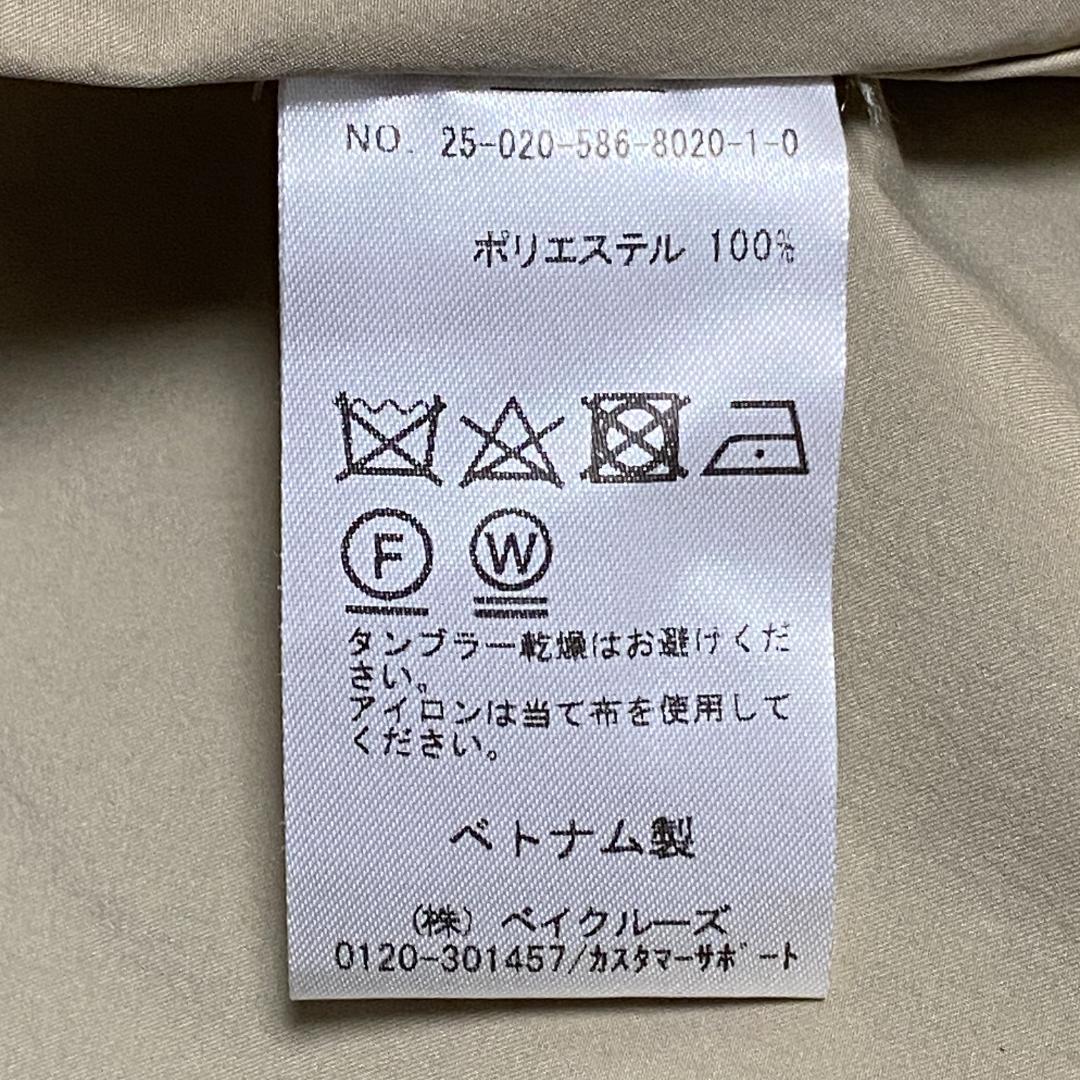 NO. 25-020-586-8020-1-0
ポリエステル 100%
F W
タンブラー乾燥はお避けくだ
さい。
アイロンは当て布を使用して
ください。
ベトナム製
(株) ベイクルーズ
0120-301457/カスタマーサポート